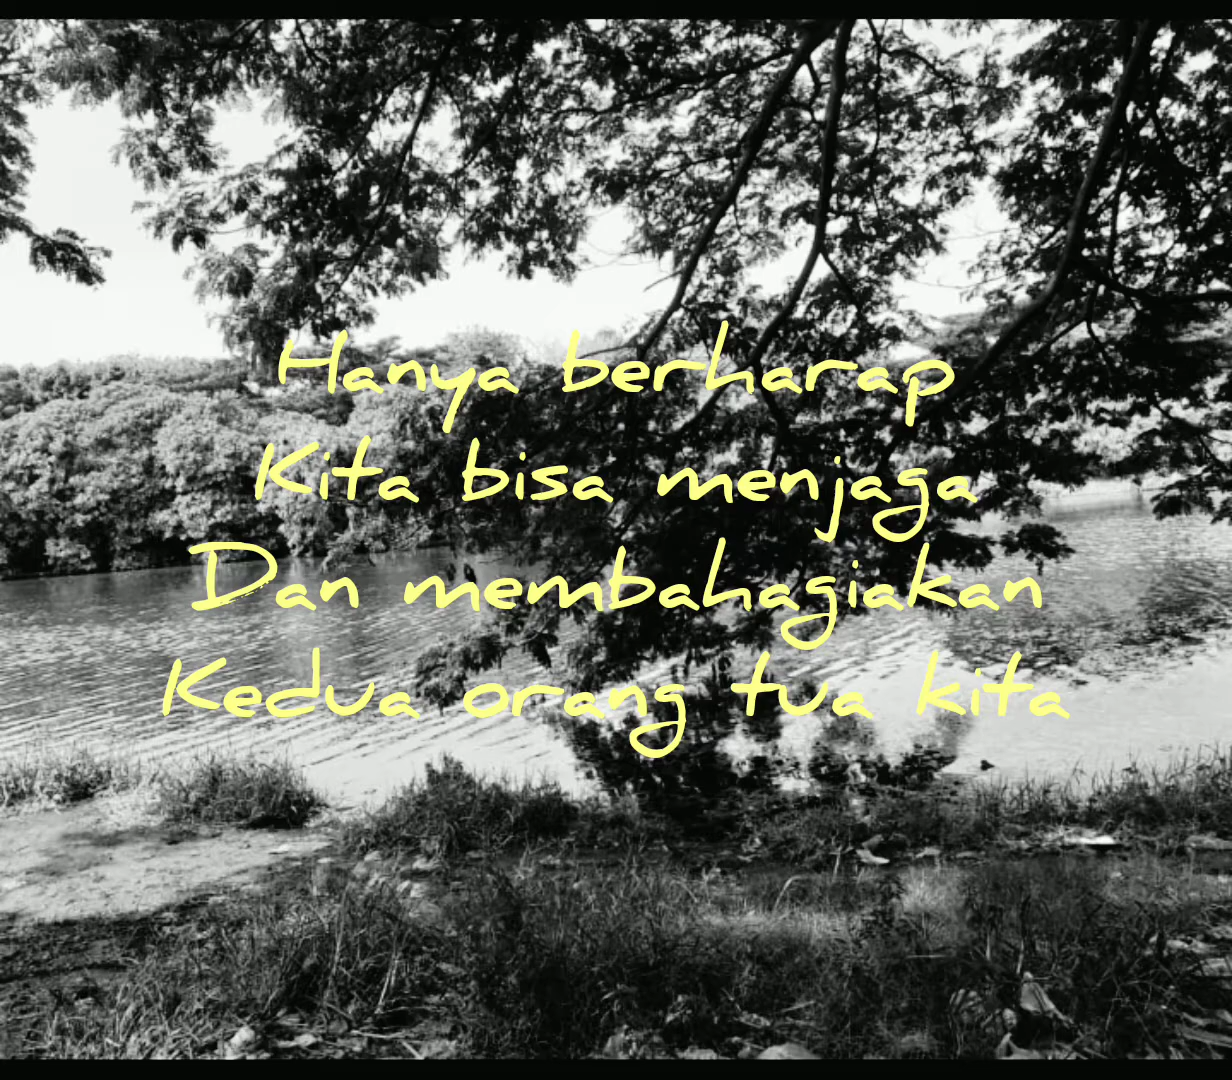 Hanya berharap
Kita bisa menjaga
Dan membahagiakan
Kedua orang tua kita